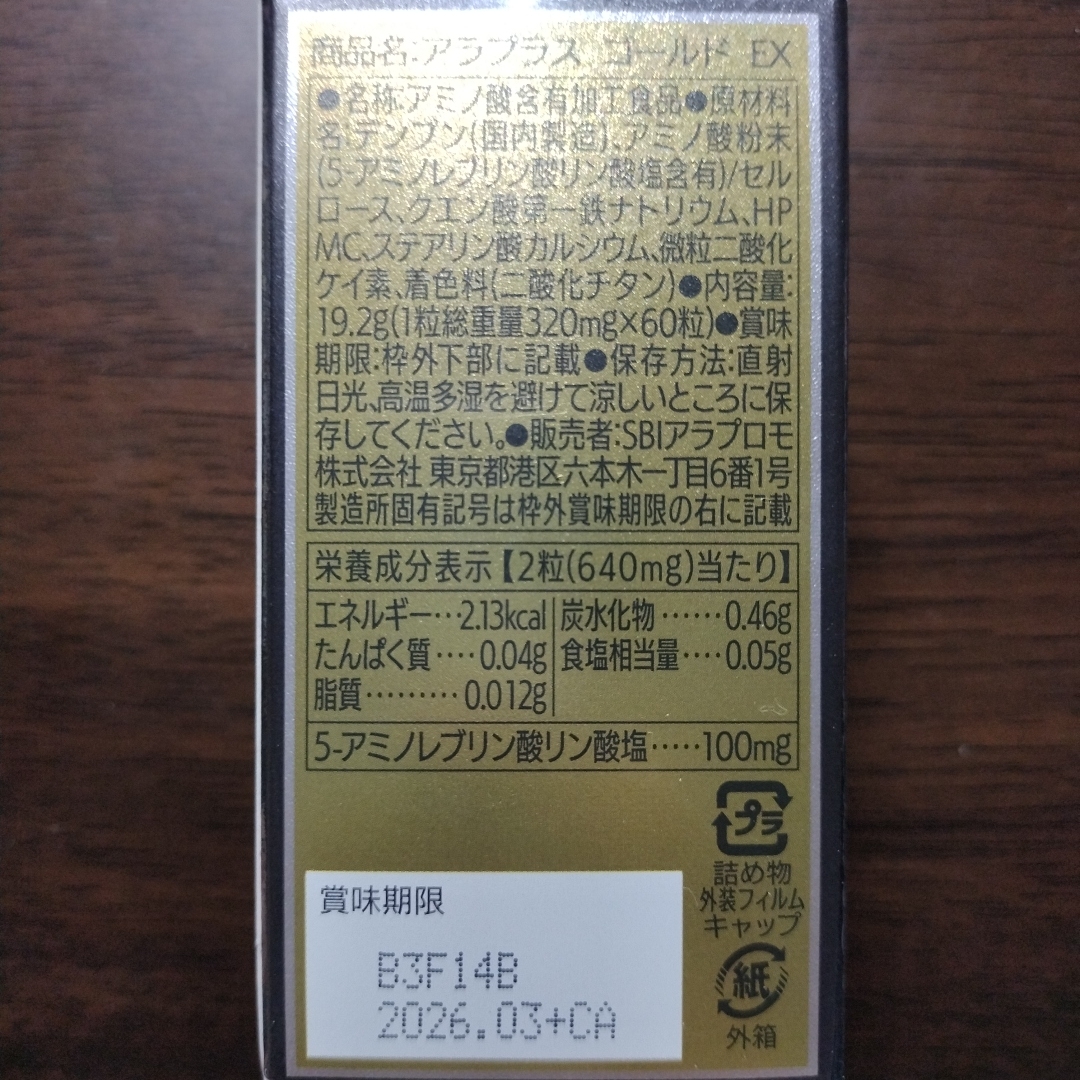 商品名:アラプラス ゴールド EX
●名称:アミノ酸含有加工食品●原材料
名:デンプン(国内製造)、アミノ酸粉末
(5-アミノレブリン酸リン酸塩含有)/セル
ロース、クエン酸第一鉄ナトリウム、HP
MC、ステアリン酸カルシウム、微粒二酸化
ケイ素、着色料(二酸化チタン)●内容量:
19.2g(1粒総重量320mg×60粒)●賞味
期限:枠外下部に記載●保存方法:直射
日光、高温多湿を避けて涼しいところに保
存してください。●販売者:SBIアラプロモ
株式会社 東京都港区六本木一丁目6番1号
製造所固有記号は枠外賞味期限の右に記載
栄養成分表示【2粒(640mg)当たり】
エネルギー…2.13kcal
たんぱく質‥‥0.04g
脂質………0.012g
炭水化物……0.46g
食塩相当量‥‥0.05g
5-アミノレブリン酸リン酸塩……100mg
プラ
詰め物
外装フィルム
キャップ
紙
外箱
賞味期限
B3F14B
2026.03+CA